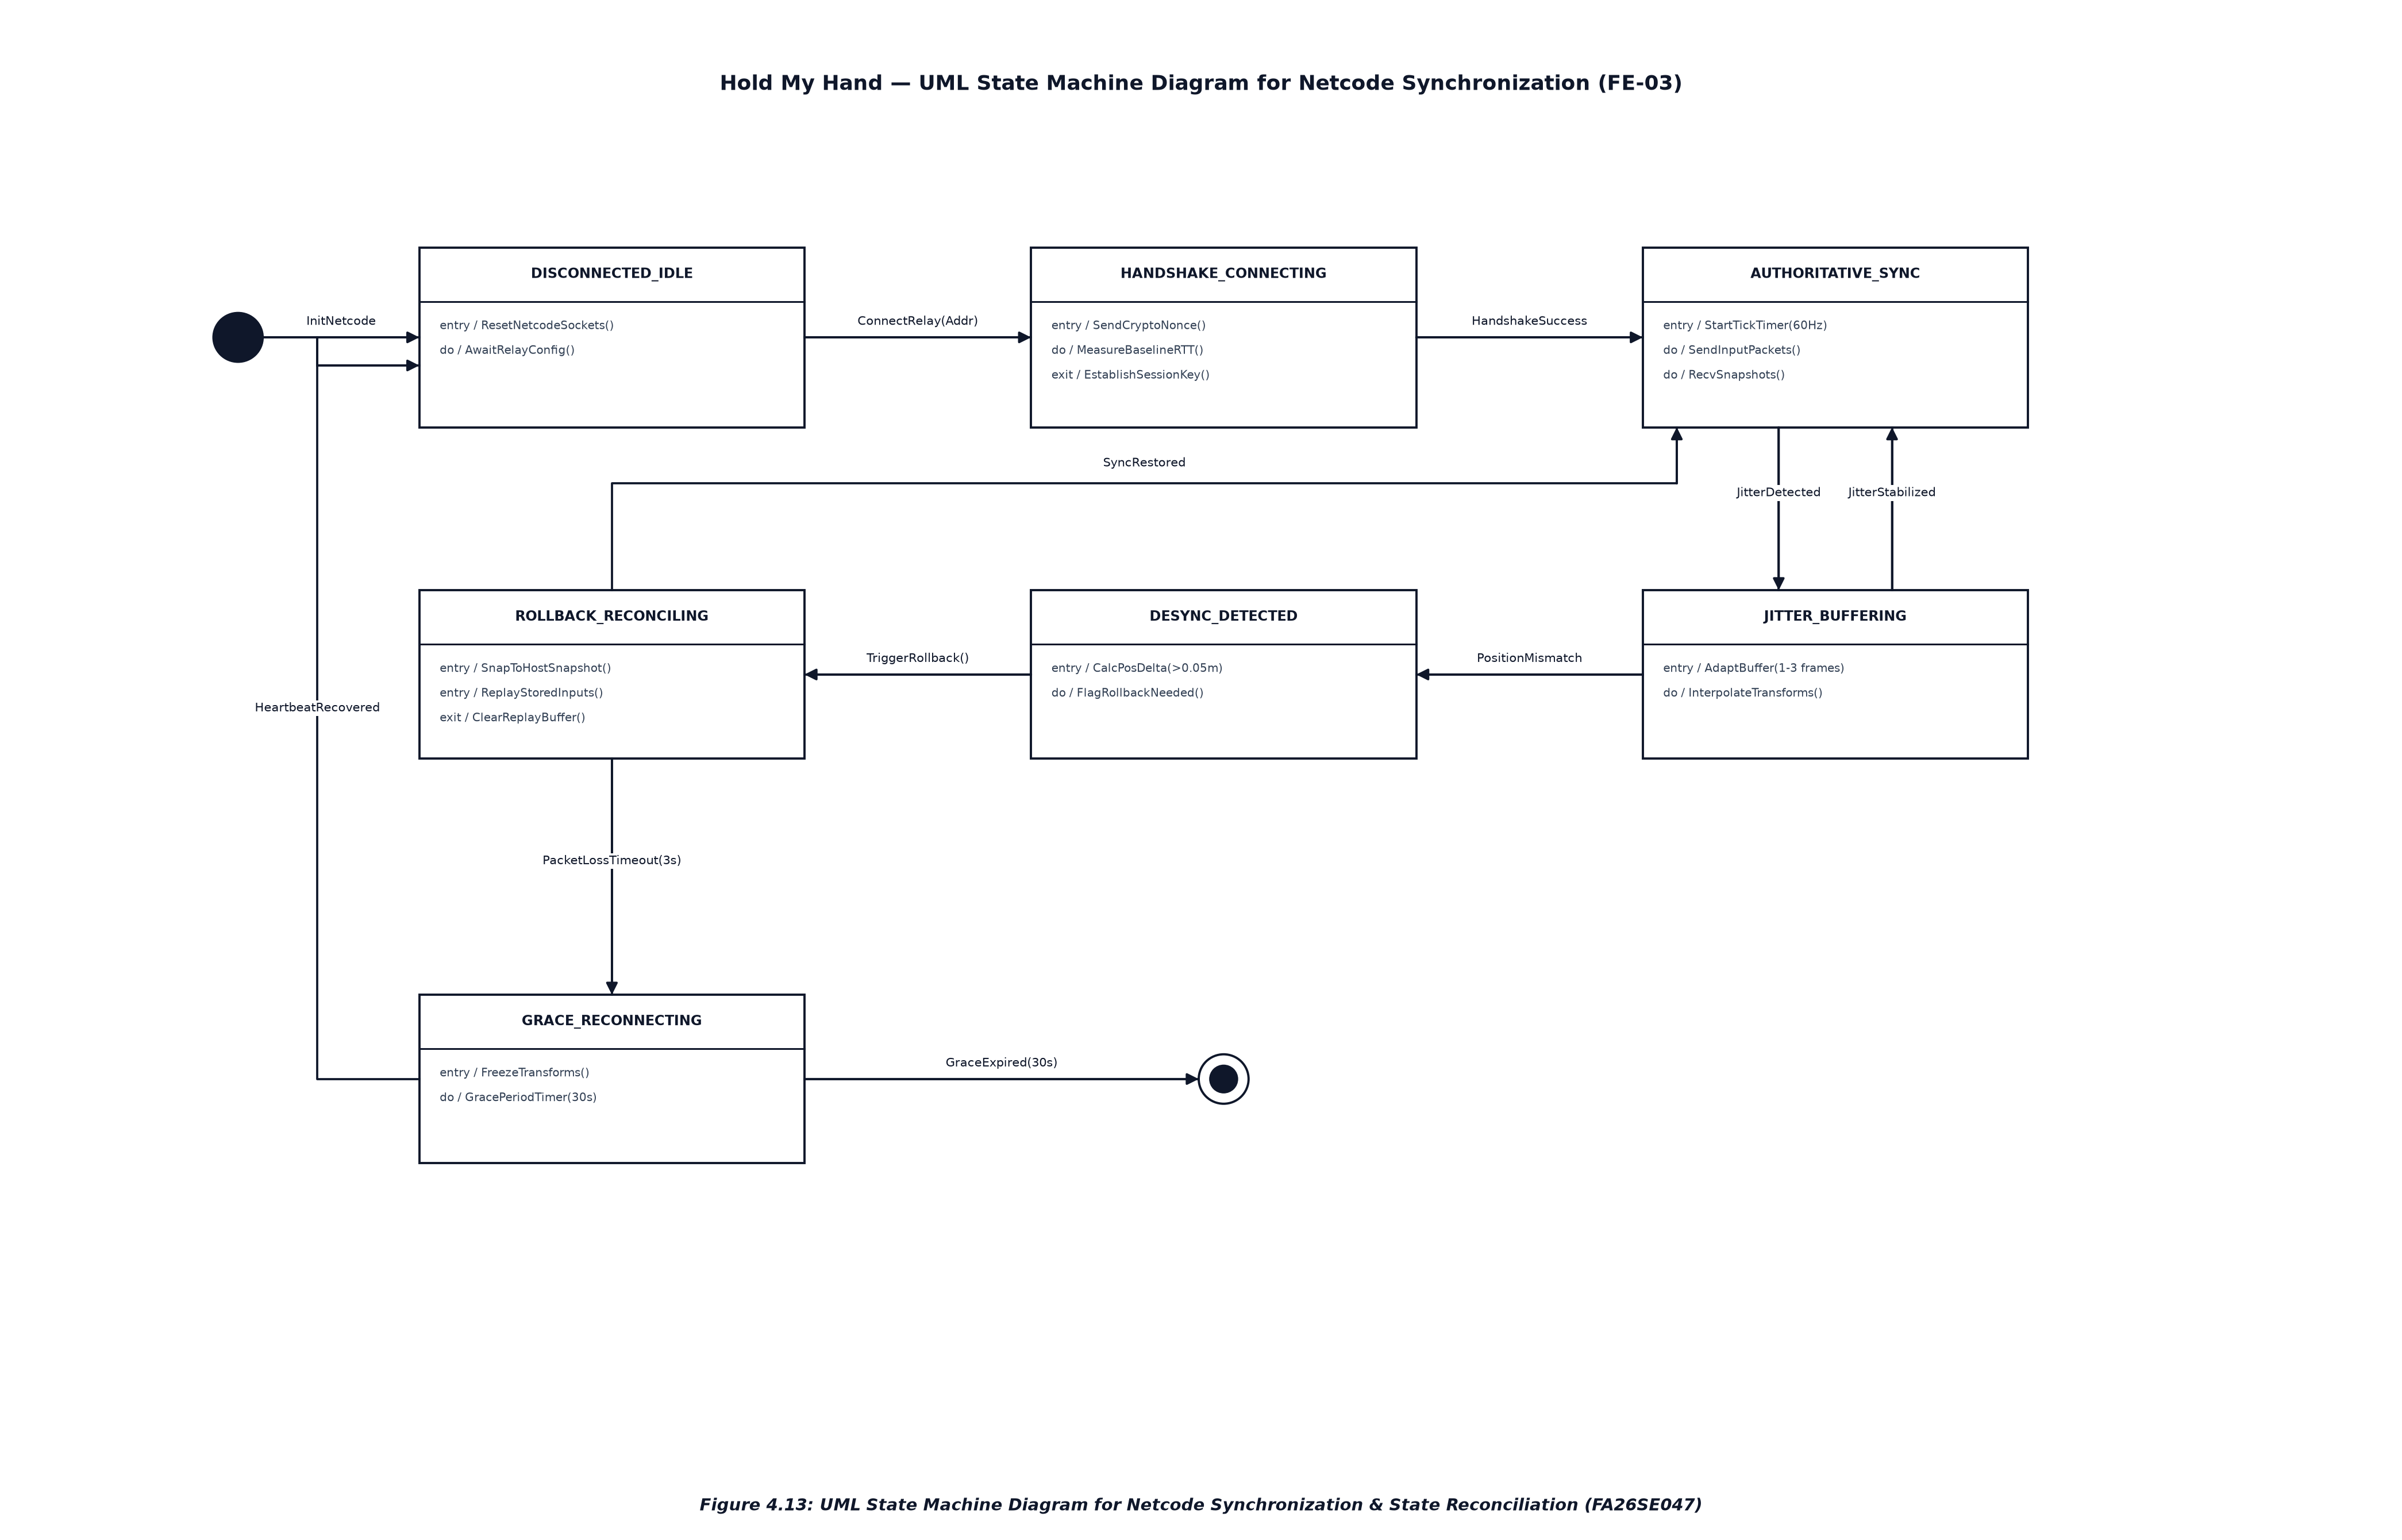 Hold My Hand — UML State Machine Diagram for Netcode Synchronization (FE-03)
InitNetcode
DISCONNECTED_IDLE
entry / ResetNetcodeSockets()
do / AwaitRelayConfig()
ConnectRelay(Addr)
HANDSHAKE_CONNECTING
entry / SendCryptoNonce()
do / MeasureBaselineRTT()
exit / EstablishSessionKey()
HandshakeSuccess
AUTHORITATIVE_SYNC
entry / StartTickTimer(60Hz)
do / SendInputPackets()
do / RecvSnapshots()
SyncRestored
JitterDetected
JitterStabilized
ROLLBACK_RECONCILING
entry / SnapToHostSnapshot()
entry / ReplayStoredInputs()
exit / ClearReplayBuffer()
TriggerRollback()
DESYNC_DETECTED
entry / CalcPosDelta(>0.05m)
do / FlagRollbackNeeded()
PositionMismatch
JITTER_BUFFERING
entry / AdaptBuffer(1-3 frames)
do / InterpolateTransforms()
HeartbeatRecovered
PacketLossTimeout(3s)
GRACE_RECONNECTING
entry / FreezeTransforms()
do / GracePeriodTimer(30s)
GraceExpired(30s)
Figure 4.13: UML State Machine Diagram for Netcode Synchronization & State Reconciliation (FA26SE047)